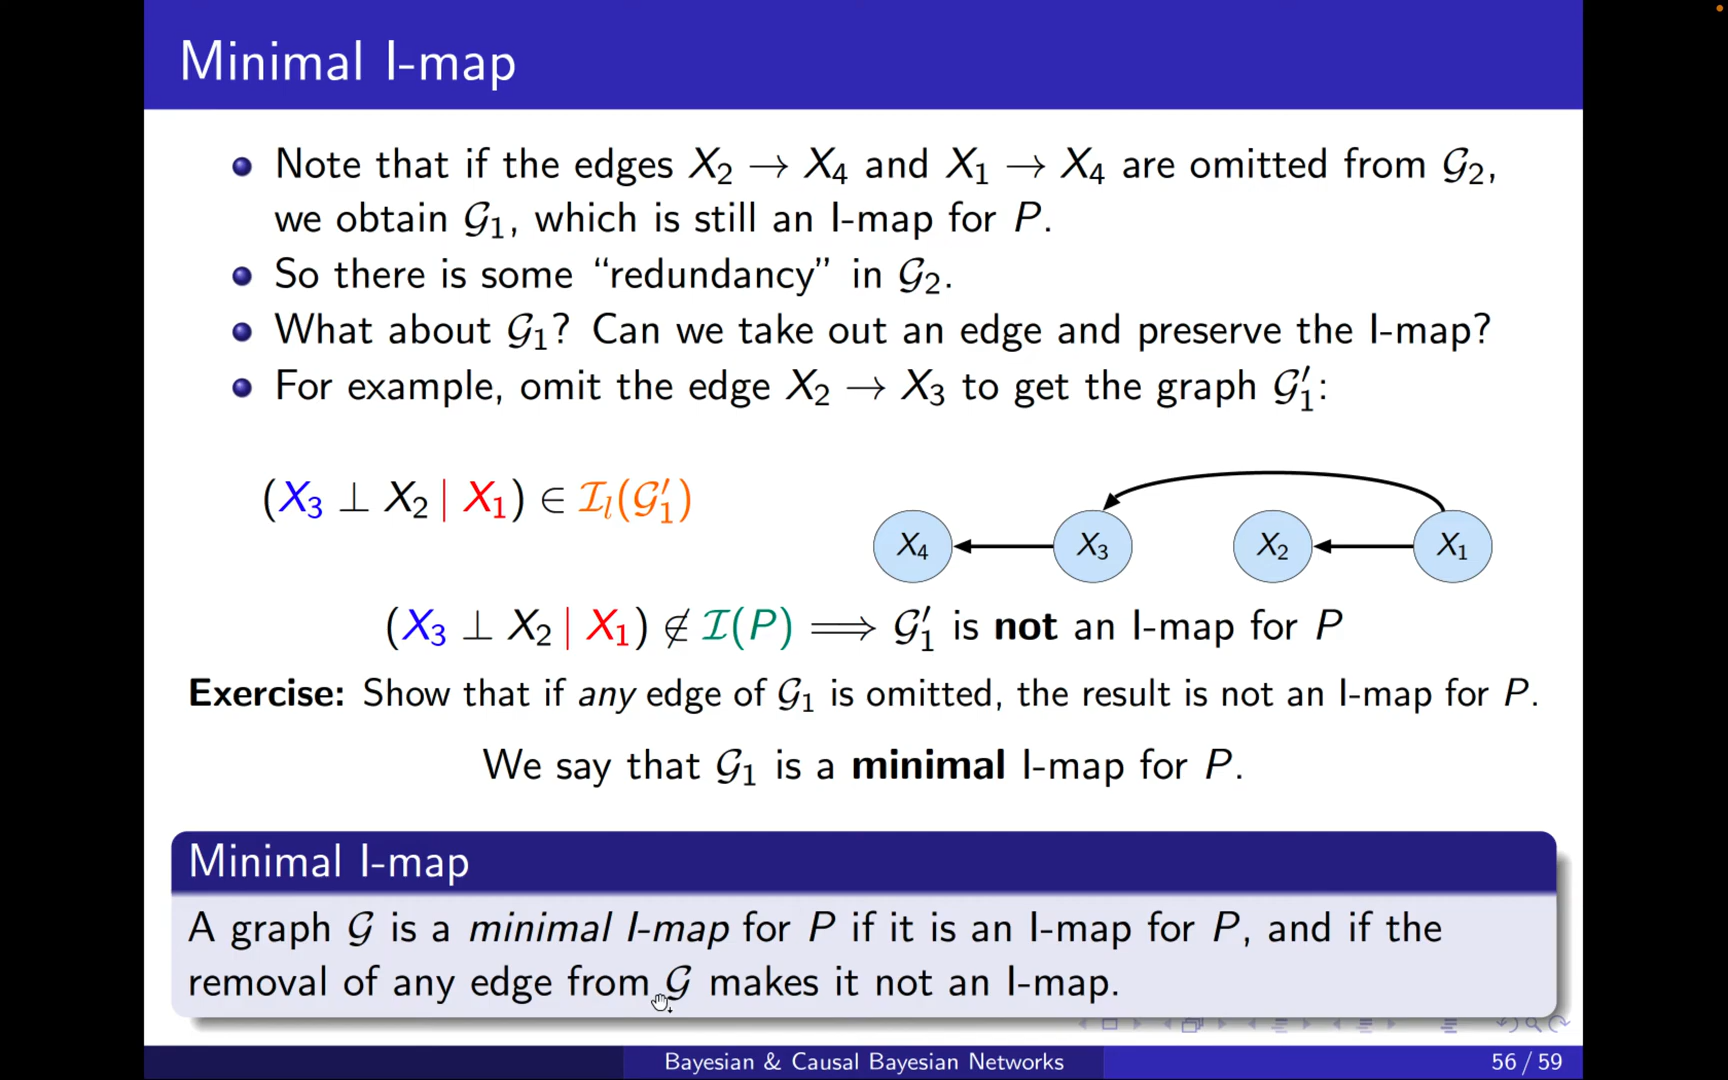 Minimal I-map
Note that if the edges X₂ → X₄ and X₁ → X₄ are omitted from 𝒢₂,
we obtain 𝒢₁, which is still an I-map for P.
So there is some “redundancy” in 𝒢₂.
What about 𝒢₁? Can we take out an edge and preserve the I-map?
For example, omit the edge X₂ → X₃ to get the graph 𝒢₁′:
(X₃ ⊥ X₂ | X₁) ∈ ℐₗ(𝒢₁′)
X₄ X₃ X₂ X₁
(X₃ ⊥ X₂ | X₁) ∉ ℐ(P) ⟹ 𝒢₁′ is not an I-map for P
Exercise: Show that if any edge of 𝒢₁ is omitted, the result is not an I-map for P.
We say that 𝒢₁ is a minimal I-map for P.
Minimal I-map
A graph 𝒢 is a minimal I-map for P if it is an I-map for P, and if the
removal of any edge from 𝒢 makes it not an I-map.
Bayesian & Causal Bayesian Networks
56 / 59